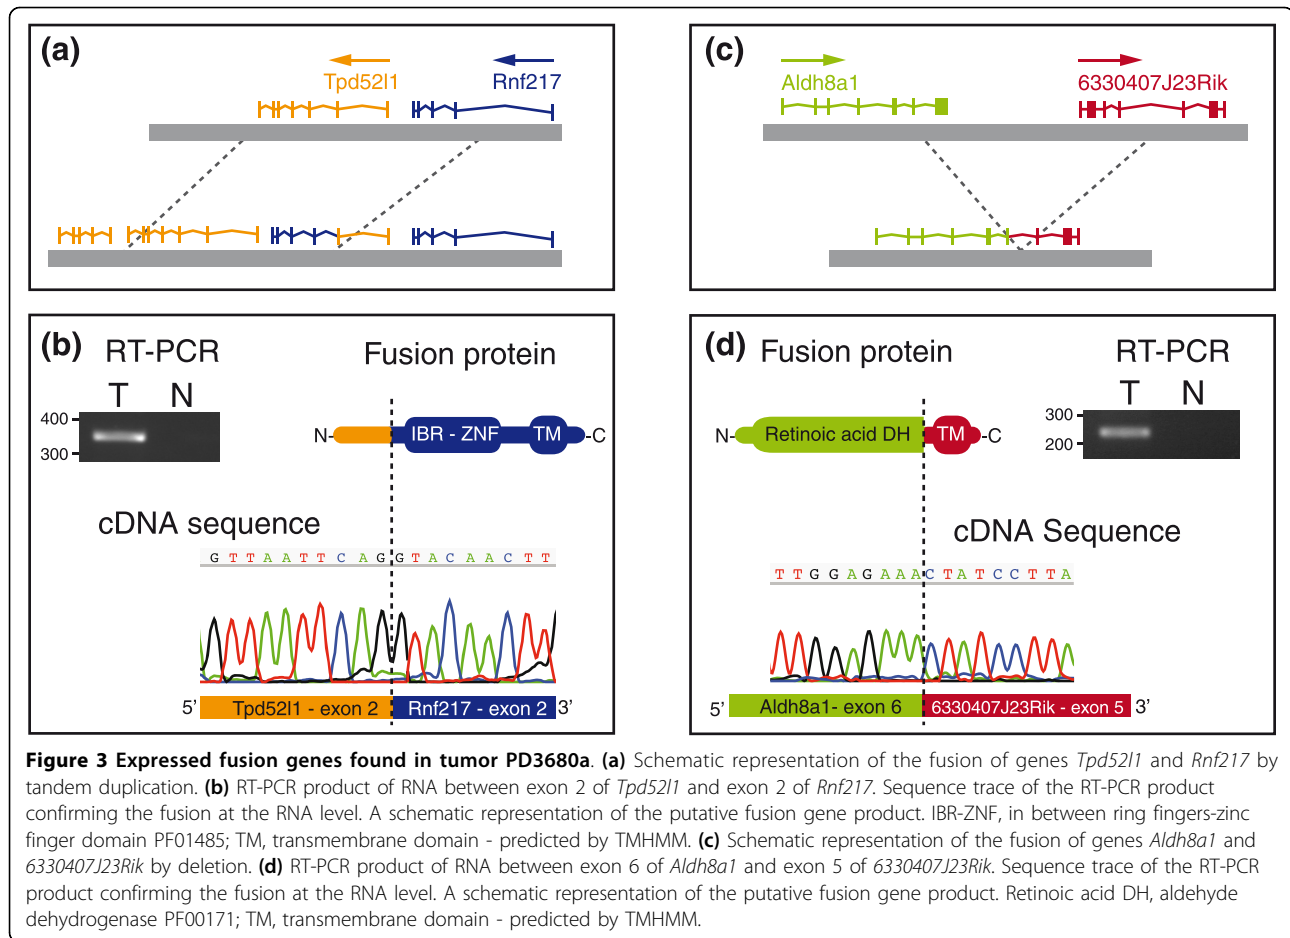 (a)
Tpd52l1
Rnf217
(c)
Aldh8a1
6330407J23Rik
(b)
RT-PCR
T N
400
300
Fusion protein
N-
IBR - ZNF
TM
-C
cDNA sequence
G T T A A T T C A G G T A C A A C T T
5’
Tpd52l1 - exon 2
Rnf217 - exon 2
3’
(d)
Fusion protein
N-
Retinoic acid DH
TM
-C
RT-PCR
T N
300
200
cDNA Sequence
T T G G A G A A A C T A T C C T T A
5’
Aldh8a1- exon 6
6330407J23Rik - exon 5
3’
Figure 3 Expressed fusion genes found in tumor PD3680a. (a) Schematic representation of the fusion of genes Tpd52l1 and Rnf217 by
tandem duplication. (b) RT-PCR product of RNA between exon 2 of Tpd52l1 and exon 2 of Rnf217. Sequence trace of the RT-PCR product
confirming the fusion at the RNA level. A schematic representation of the putative fusion gene product. IBR-ZNF, in between ring fingers-zinc
finger domain PF01485; TM, transmembrane domain - predicted by TMHMM. (c) Schematic representation of the fusion of genes Aldh8a1 and
6330407J23Rik by deletion. (d) RT-PCR product of RNA between exon 6 of Aldh8a1 and exon 5 of 6330407J23Rik. Sequence trace of the RT-PCR
product confirming the fusion at the RNA level. A schematic representation of the putative fusion gene product. Retinoic acid DH, aldehyde
dehydrogenase PF00171; TM, transmembrane domain - predicted by TMHMM.